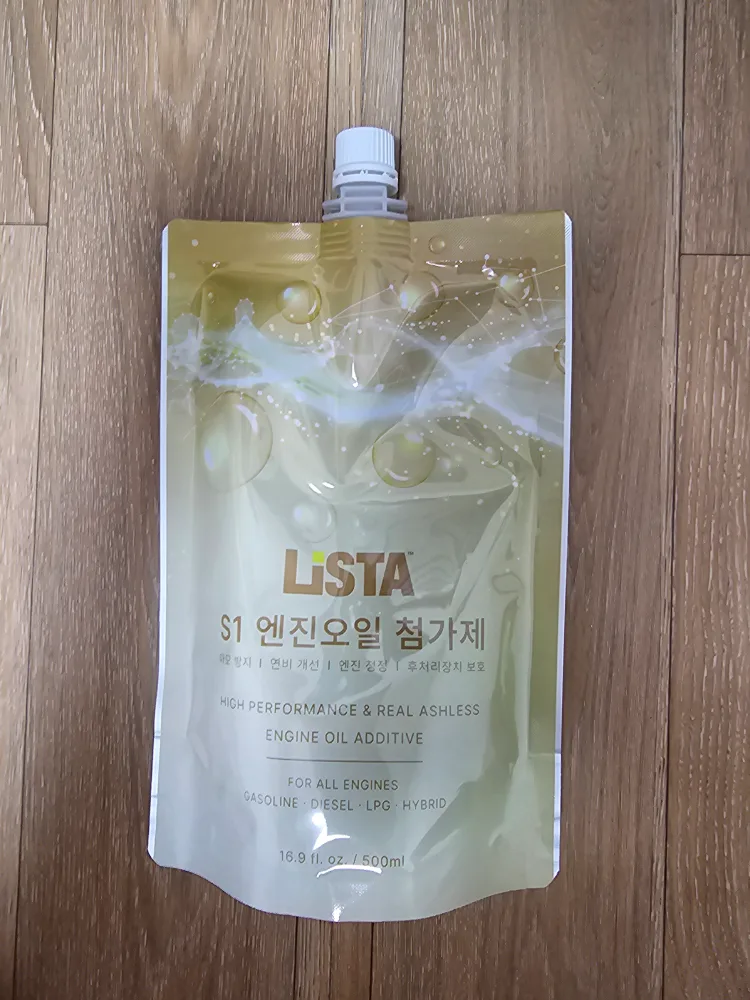 LiSTA™
S1 엔진오일 첨가제
마모 방지 | 연비 개선 | 엔진 청정 | 후처리장치 보호
HIGH PERFORMANCE & REAL ASHLESS
ENGINE OIL ADDITIVE
FOR ALL ENGINES
GASOLINE · DIESEL · LPG · HYBRID
16.9 fl. oz. / 500ml